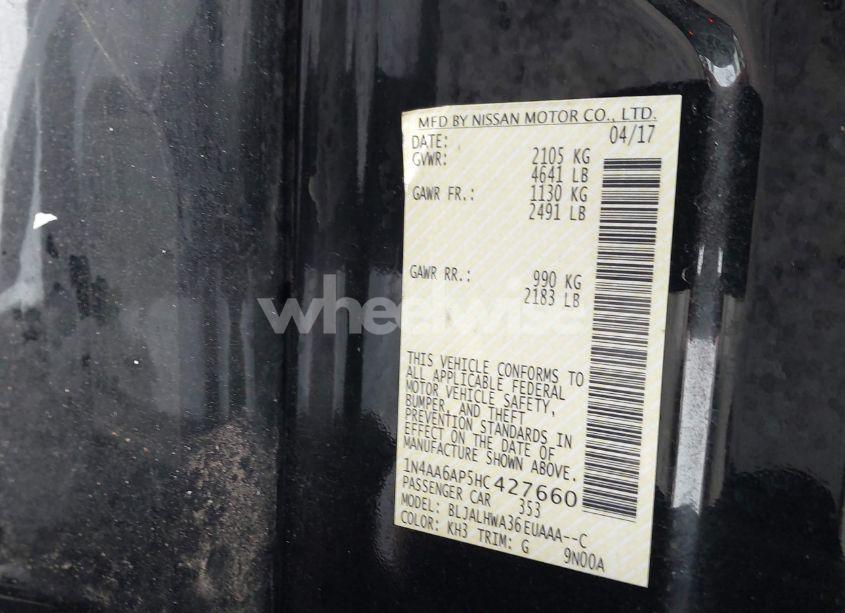 MFD BY NISSAN MOTOR CO., LTD.
DATE: 04/17
GVWR: 2105 KG
4641 LB
GAWR FR.: 1130 KG
2491 LB
GAWR RR.: 990 KG
2183 LB
wheelwise
THIS VEHICLE CONFORMS TO
ALL APPLICABLE FEDERAL
MOTOR VEHICLE SAFETY,
BUMPER, AND THEFT
PREVENTION STANDARDS IN
EFFECT ON THE DATE OF
MANUFACTURE SHOWN ABOVE.
1N4AA6AP5HC427660
PASSENGER CAR 353
MODEL: BLJALHWA36EUAAA--C
COLOR: KH3 TRIM: G 9N00A